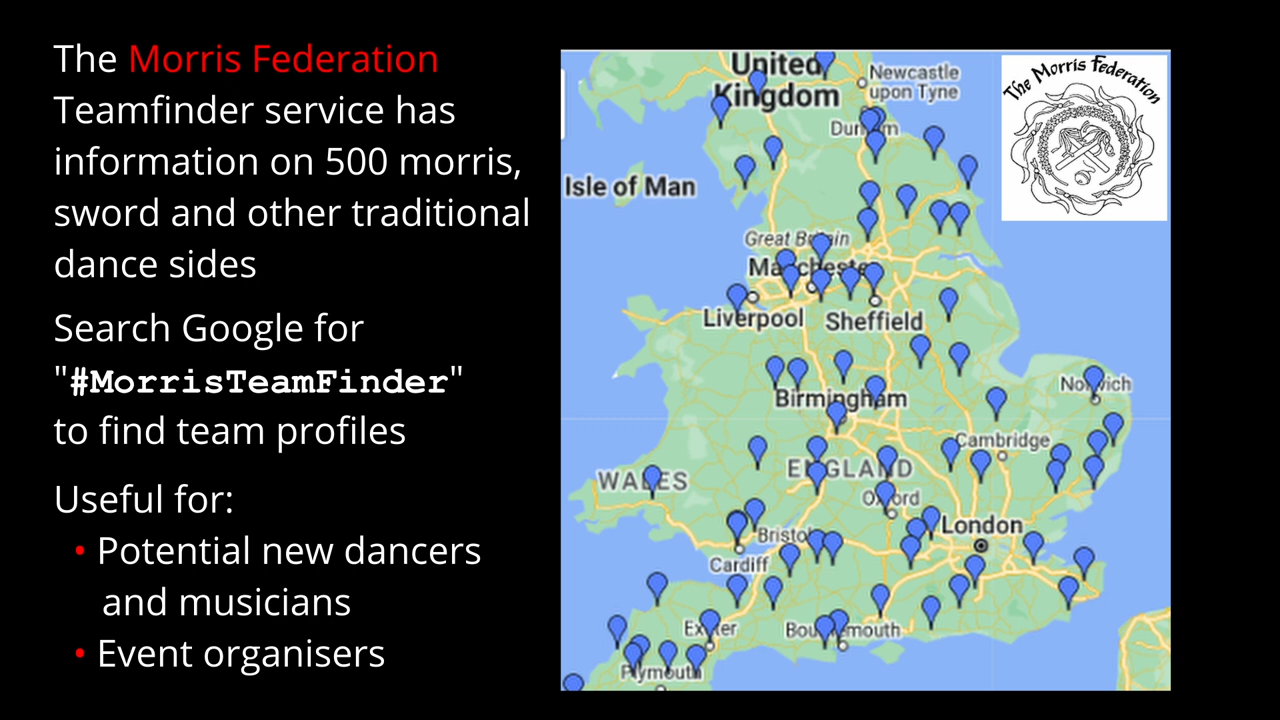 The Morris Federation
Teamfinder service has
information on 500 morris,
sword and other traditional
dance sides
Search Google for
"#MorrisTeamFinder"
to find team profiles
Useful for:
• Potential new dancers
and musicians
• Event organisers
The Morris Federation
United
Kingdom
Newcastle
upon Tyne
Durham
Isle of Man
Great Britain
Manchester
Liverpool
Sheffield
Norwich
Birmingham
Cambridge
ENGLAND
WALES
Oxford
London
Bristol
Cardiff
Exeter
Bournemouth
Plymouth